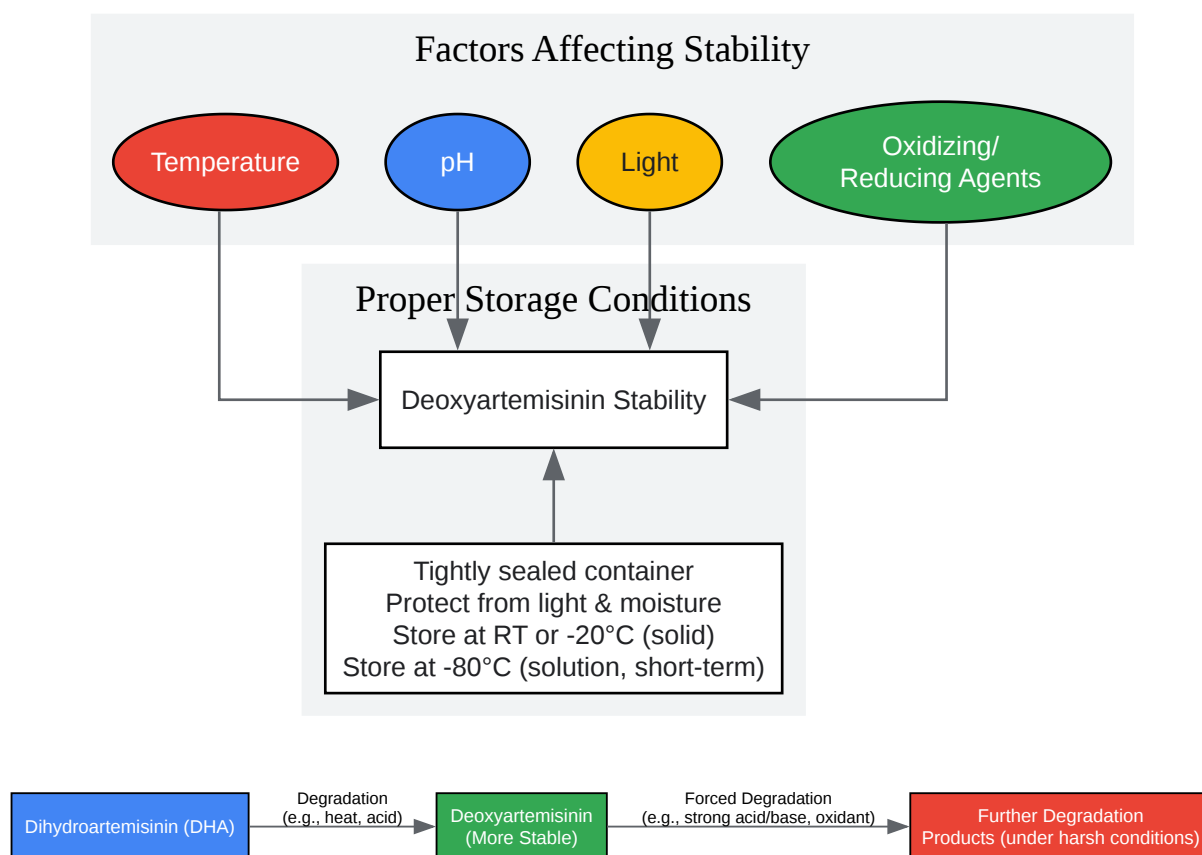 Factors Affecting Stability
Temperature
pH
Light
Oxidizing/
Reducing Agents
Proper Storage Conditions
Deoxyartemisinin Stability
Tightly sealed container
Protect from light & moisture
Store at RT or -20°C (solid)
Store at -80°C (solution, short-term)
Dihydroartemisinin (DHA)
Degradation
(e.g., heat, acid)
Deoxyartemisinin
(More Stable)
Forced Degradation
(e.g., strong acid/base, oxidant)
Further Degradation
Products (under harsh conditions)